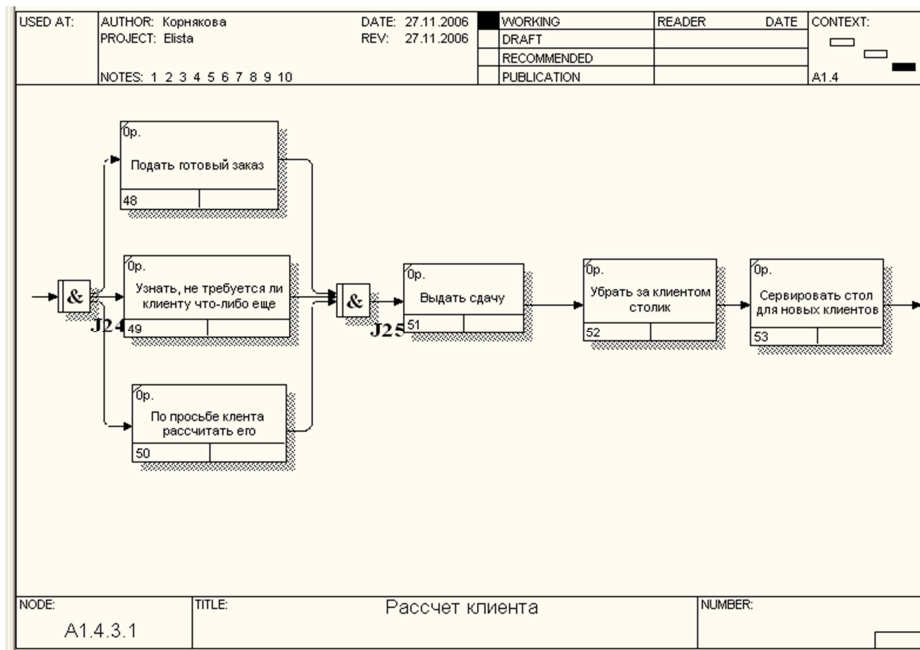 USED AT:
AUTHOR: Корнякова
DATE: 27.11.2006
WORKING
READER
DATE
CONTEXT:
PROJECT: Elista
REV: 27.11.2006
DRAFT
RECOMMENDED
NOTES: 1 2 3 4 5 6 7 8 9 10
PUBLICATION
A1.4
0р.
Подать готовый заказ
48
&
J24
0р.
Узнать, не требуется ли
клиенту что-либо еще
49
0р.
По просьбе клента
рассчитать его
50
&
J25
0р.
Выдать сдачу
51
0р.
Убрать за клиентом
столик
52
0р.
Сервировать стол
для новых клиентов
53
NODE:
A1.4.3.1
TITLE:
Рассчет клиента
NUMBER: